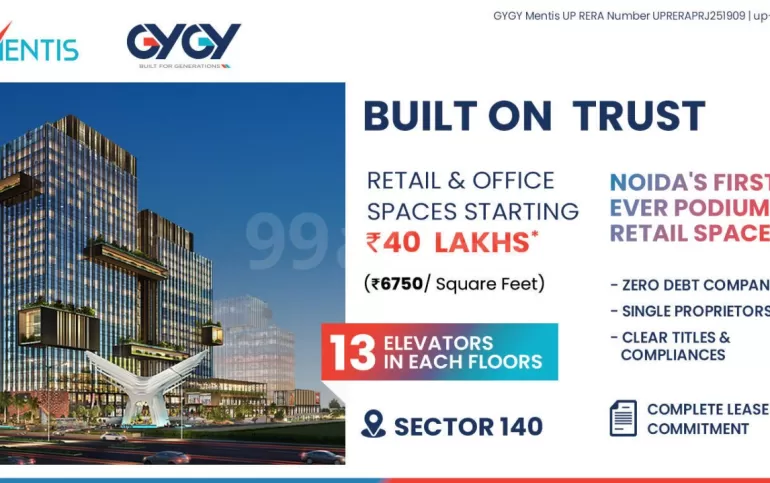 GYGY Mentis UP RERA Number UPRERAPRJ251909 | up-
MENTIS
GYGY
BUILT FOR GENERATIONS
BUILT ON TRUST
RETAIL & OFFICE
SPACES STARTING
₹40 LAKHS*
(₹6750/ Square Feet)
13 ELEVATORS
IN EACH FLOORS
SECTOR 140
NOIDA'S FIRST
EVER PODIUM
RETAIL SPACE
- ZERO DEBT COMPAN
- SINGLE PROPRIETORS
- CLEAR TITLES &
COMPLIANCES
COMPLETE LEASE
COMMITMENT
99a